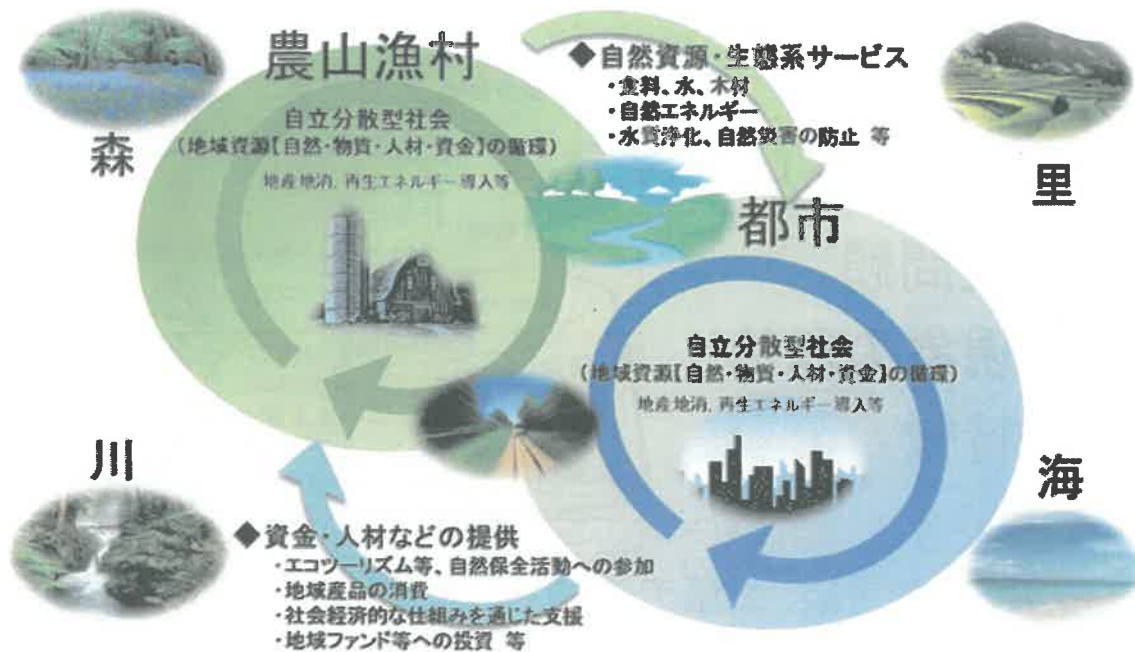 農山漁村
自立分散型社会
(地域資源【自然・物質・人材・資金】の循環)
地産地消、再生エネルギー導入等
森
◆自然資源・生態系サービス
・食料、水、木材
・自然エネルギー
・水質浄化、自然災害の防止 等
里
都市
自立分散型社会
(地域資源【自然・物質・人材・資金】の循環)
地産地消、再生エネルギー導入等
川
海
◆資金・人材などの提供
・エコツーリズム等、自然保全活動への参加
・地域産品の消費
・社会経済的な仕組みを通じた支援
・地域ファンド等への投資 等